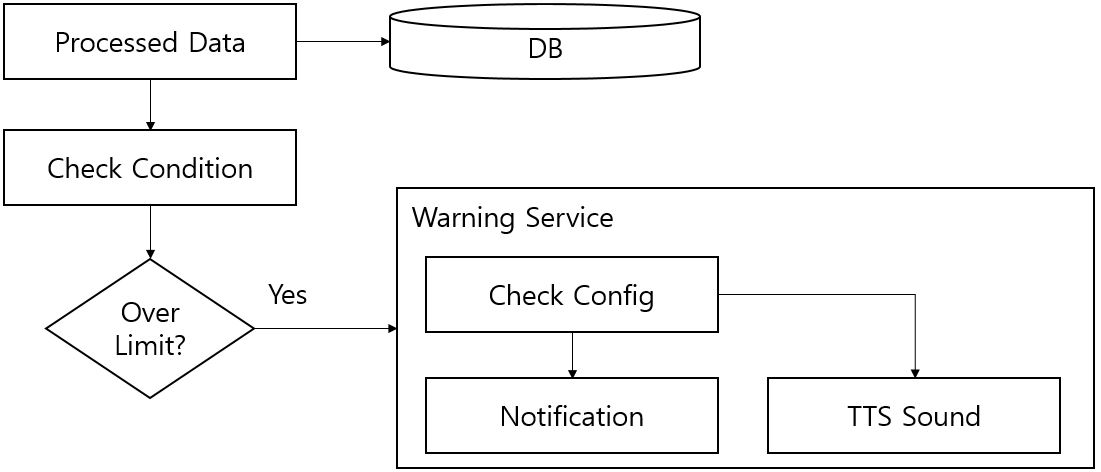 Processed Data
DB
Check Condition
Warning Service
Over
Limit?
Yes
Check Config
Notification
TTS Sound